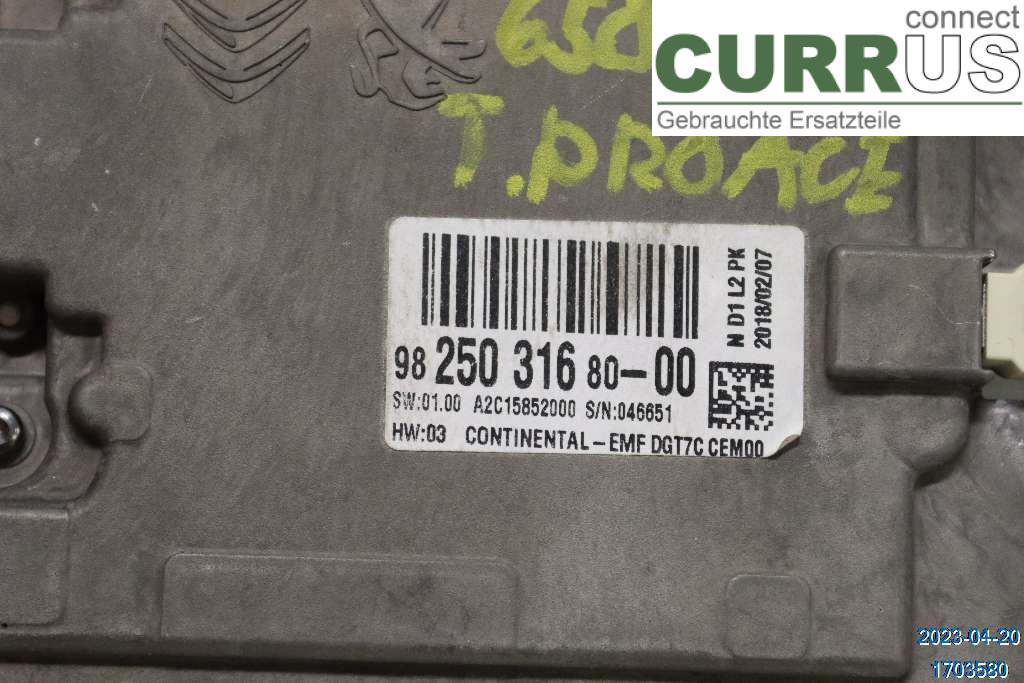 connect
CURRUS
Gebrauchte Ersatzteile
T.PROACE
N D1 L2 PK
2018/02/07
98 250 316 80-00
SW:01.00 A2C15852000 S/N:046651
HW:03 CONTINENTAL-EMF DGT7C CEM00
2023-04-20
1703580